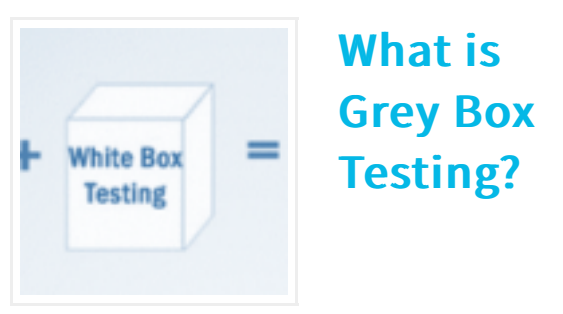 + White Box =
Testing
What is
Grey Box
Testing?